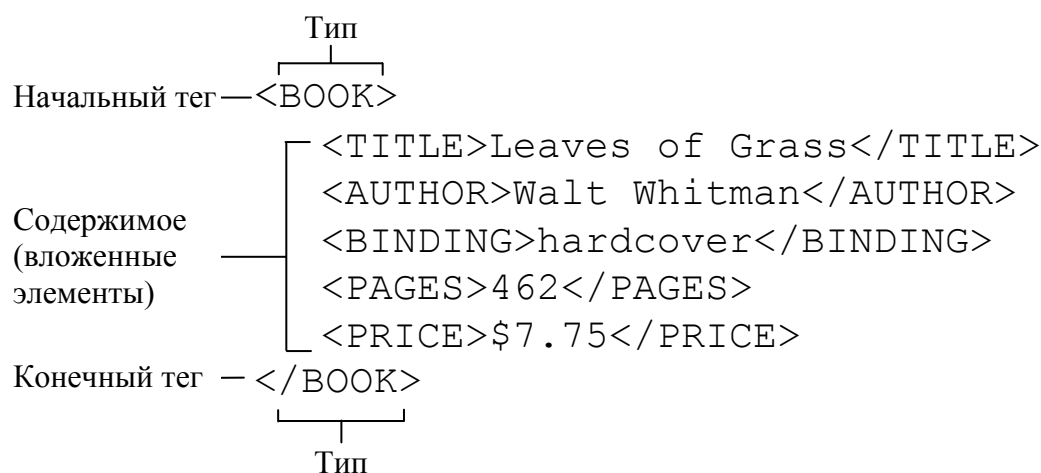 Тип
Начальный тег <BOOK>
<TITLE>Leaves of Grass</TITLE>
<AUTHOR>Walt Whitman</AUTHOR>
Содержимое
(вложенные
элементы)
<BINDING>hardcover</BINDING>
<PAGES>462</PAGES>
<PRICE>$7.75</PRICE>
Конечный тег </BOOK>
Тип